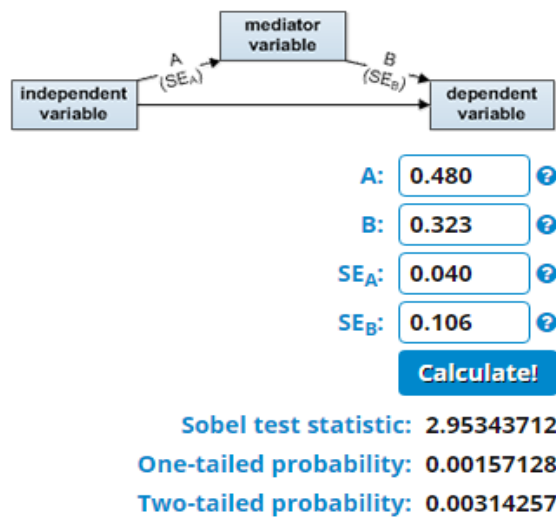 mediator
variable
A
(SEA)
B
(SEB)
independent
variable
dependent
variable
A: 0.480 ?
B: 0.323 ?
SEA: 0.040 ?
SEB: 0.106 ?
Calculate!
Sobel test statistic: 2.95343712
One-tailed probability: 0.00157128
Two-tailed probability: 0.00314257